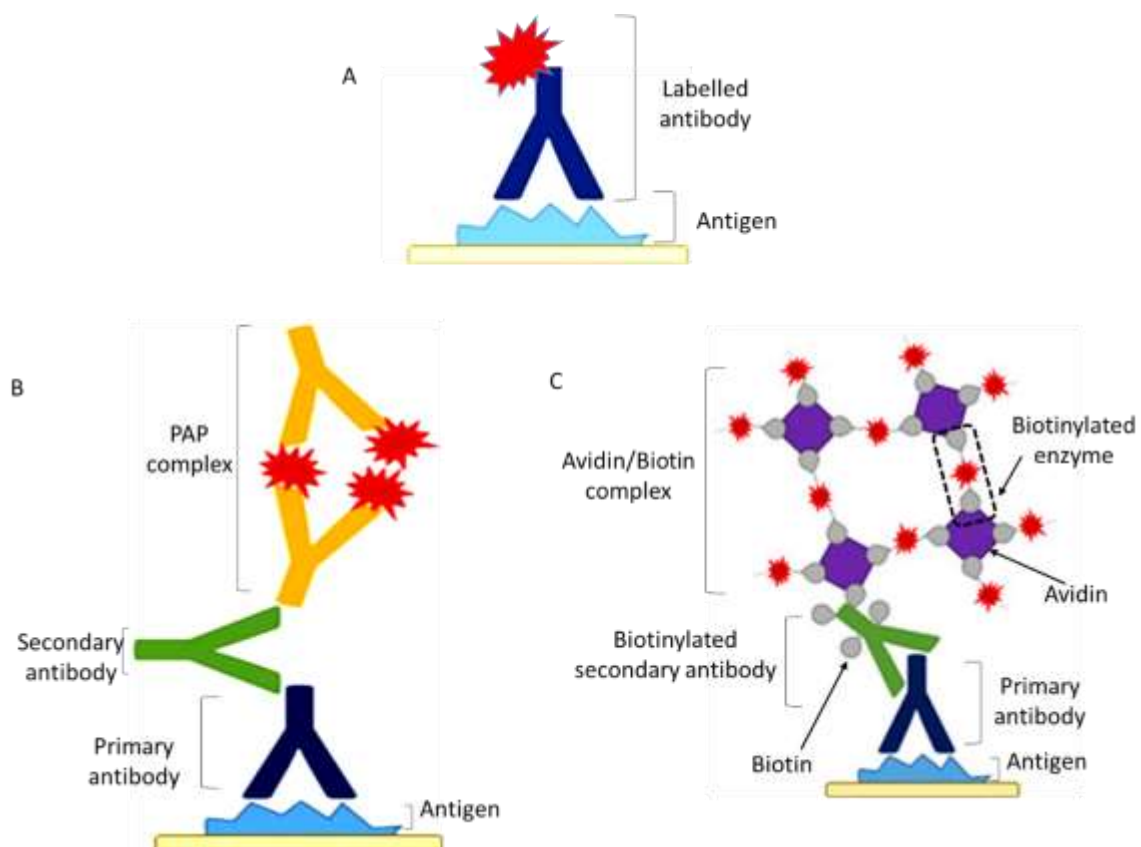 A
Labelled
antibody
Antigen
B
PAP
complex
Secondary
antibody
Primary
antibody
Antigen
C
Avidin/Biotin
complex
Biotinylated
enzyme
Avidin
Biotinylated
secondary antibody
Primary
antibody
Biotin
Antigen